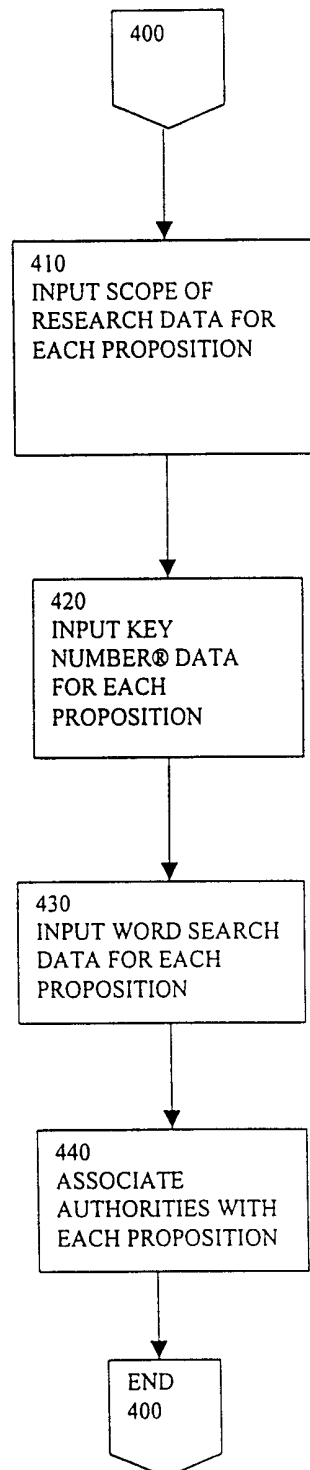 400
410
INPUT SCOPE OF
RESEARCH DATA FOR
EACH PROPOSITION
420
INPUT KEY
NUMBER® DATA
FOR EACH
PROPOSITION
430
INPUT WORD SEARCH
DATA FOR EACH
PROPOSITION
440
ASSOCIATE
AUTHORITIES WITH
EACH PROPOSITION
END
400